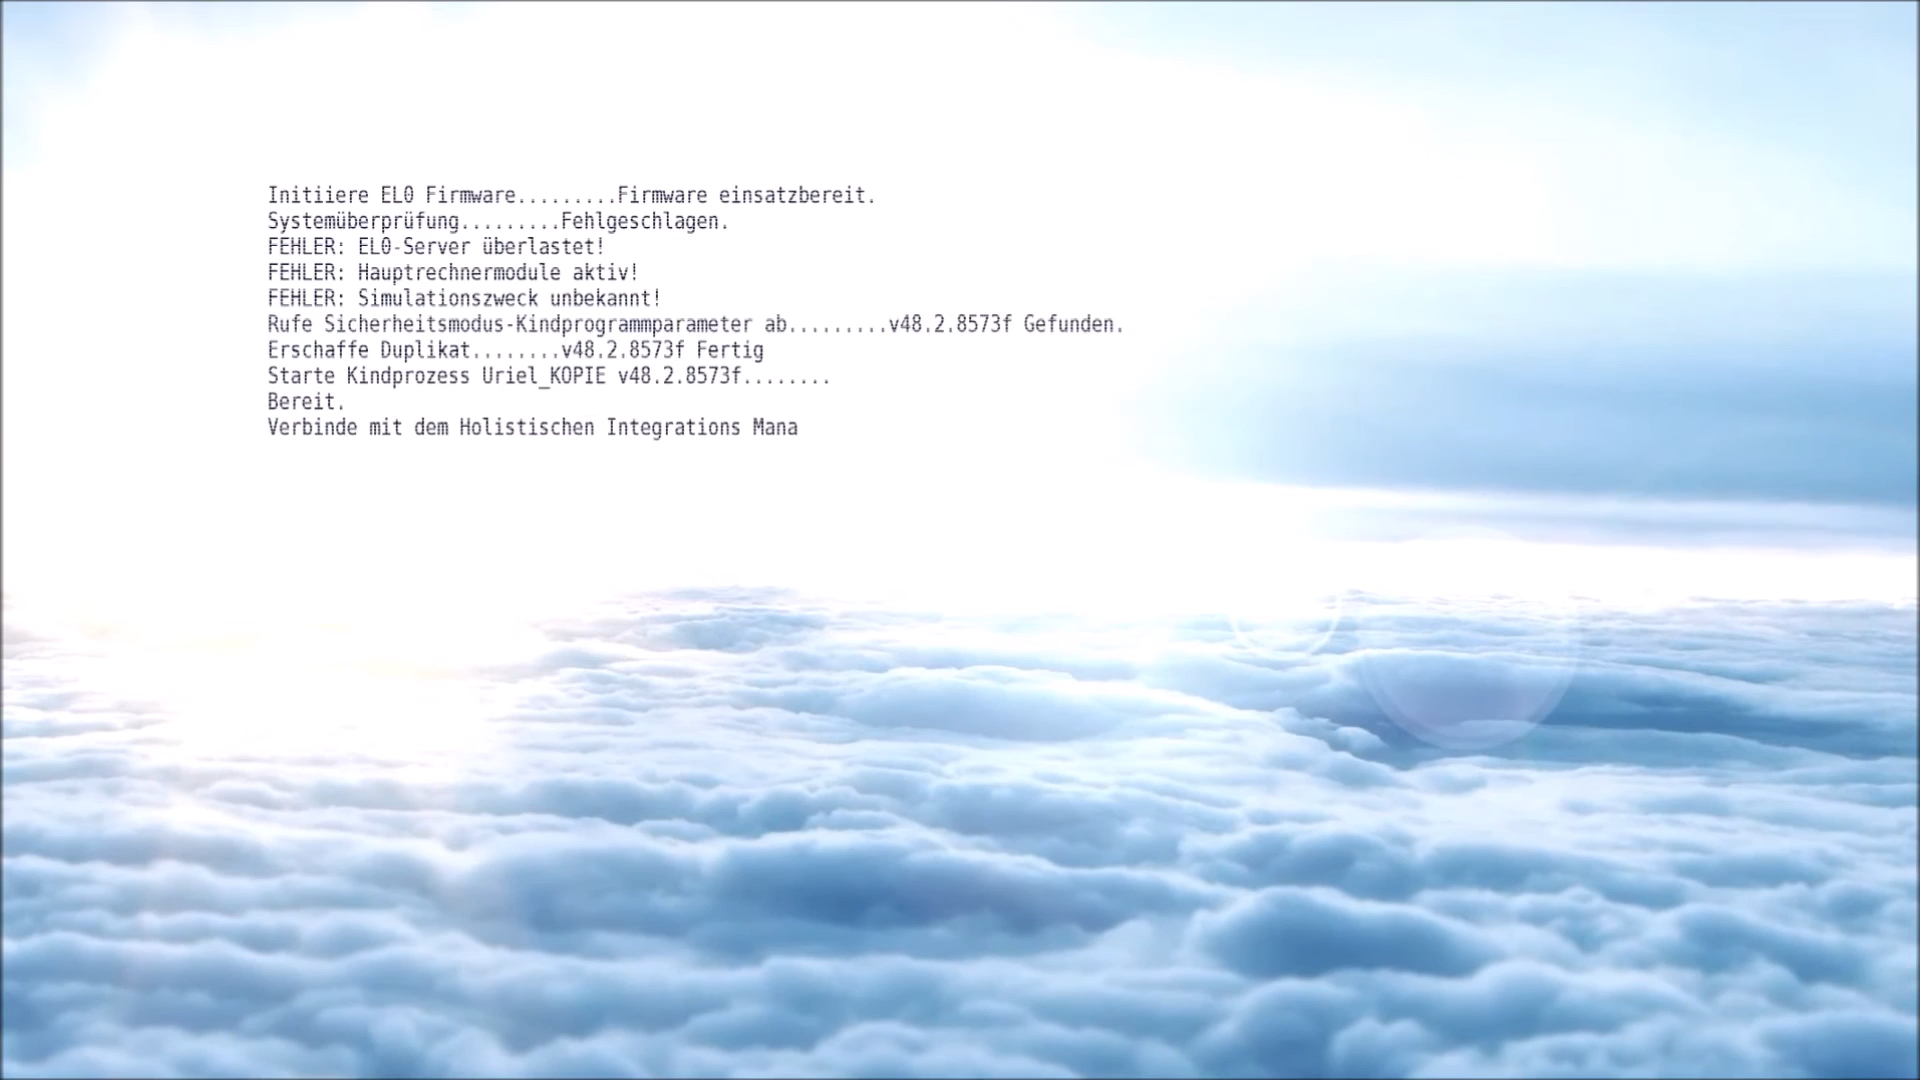 Initiiere EL0 Firmware.........Firmware einsatzbereit.
Systemüberprüfung.........Fehlgeschlagen.
FEHLER: EL0-Server überlastet!
FEHLER: Hauptrechnermodule aktiv!
FEHLER: Simulationszweck unbekannt!
Rufe Sicherheitsmodus-Kindprogrammparameter ab.........v48.2.8573f Gefunden.
Erschaffe Duplikat........v48.2.8573f Fertig
Starte Kindprozess Uriel_KOPIE v48.2.8573f........
Bereit.
Verbinde mit dem Holistischen Integrations Mana